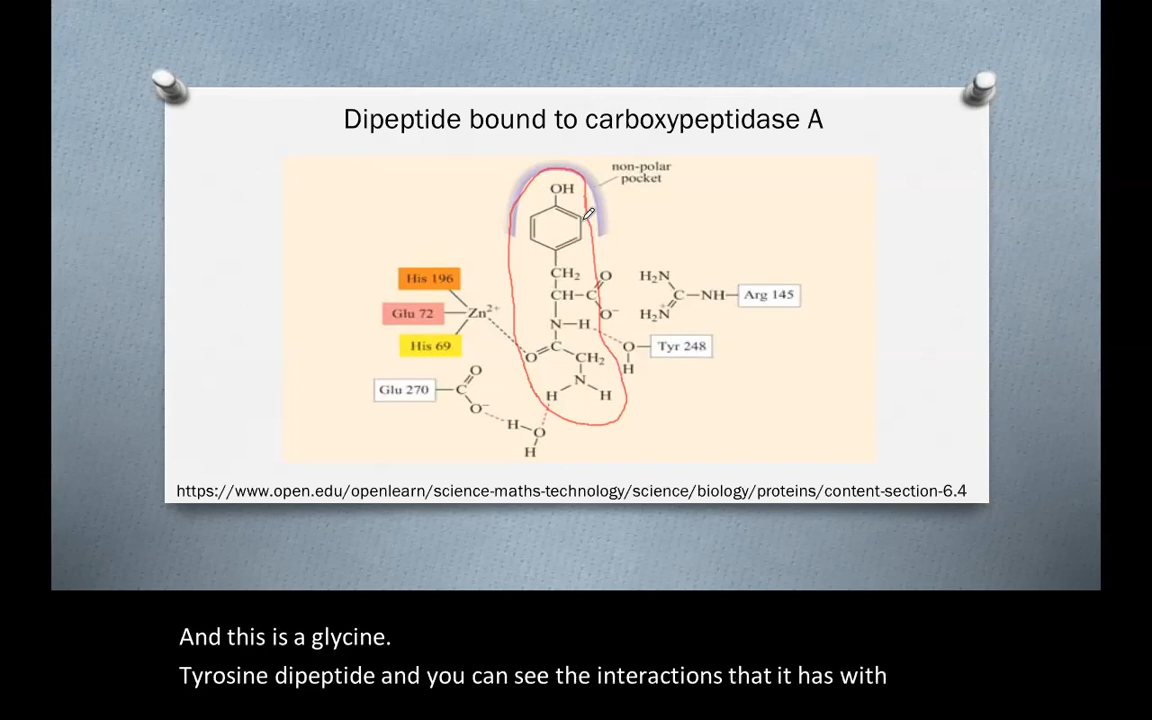 Dipeptide bound to carboxypeptidase A
non-polar
pocket
OH
CH₂
CH–C
O
O⁻
N–H
O
C
CH₂
N
H
H
His 196
Glu 72
Zn²⁺
His 69
H₂N
C–NH–
Arg 145
H₂N⁺
O
H
Tyr 248
Glu 270
C
O
O⁻
H
O
H
https://www.open.edu/openlearn/science-maths-technology/science/biology/proteins/content-section-6.4
And this is a glycine.
Tyrosine dipeptide and you can see the interactions that it has with